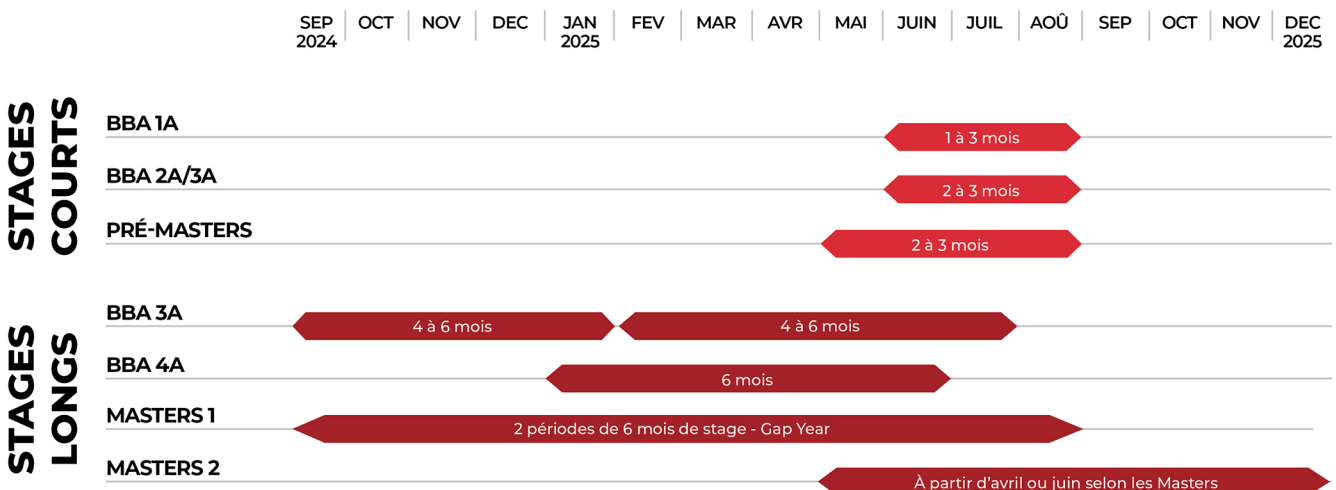 SEP OCT NOV DEC JAN FEV MAR AVR MAI JUIN JUIL AOÛ SEP OCT NOV DEC
2024 2025 2025
STAGES
COURTS
BBA 1A
1 à 3 mois
BBA 2A/3A
2 à 3 mois
PRÉ-MASTERS
2 à 3 mois
STAGES
LONGS
BBA 3A
4 à 6 mois 4 à 6 mois
BBA 4A
6 mois
MASTERS 1
2 périodes de 6 mois de stage - Gap Year
MASTERS 2
À partir d'avril ou juin selon les Masters